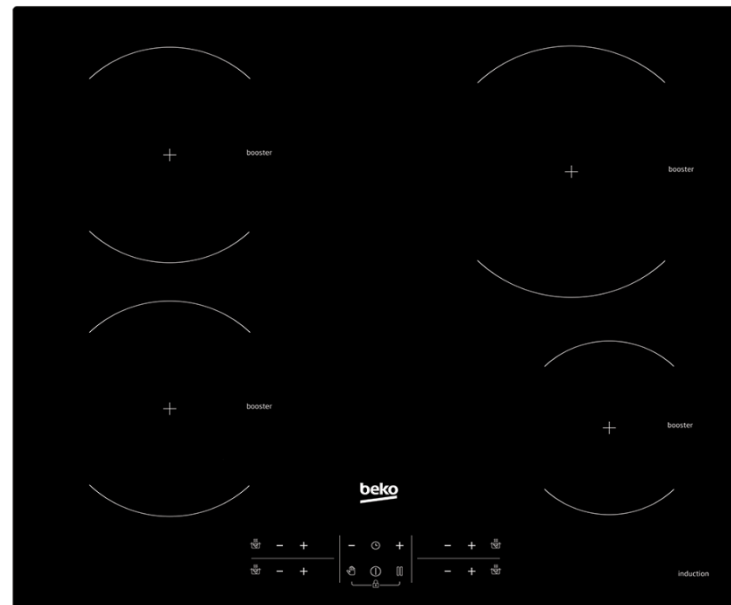 booster
booster
booster
booster
beko
− + − + − +
− + − +
induction